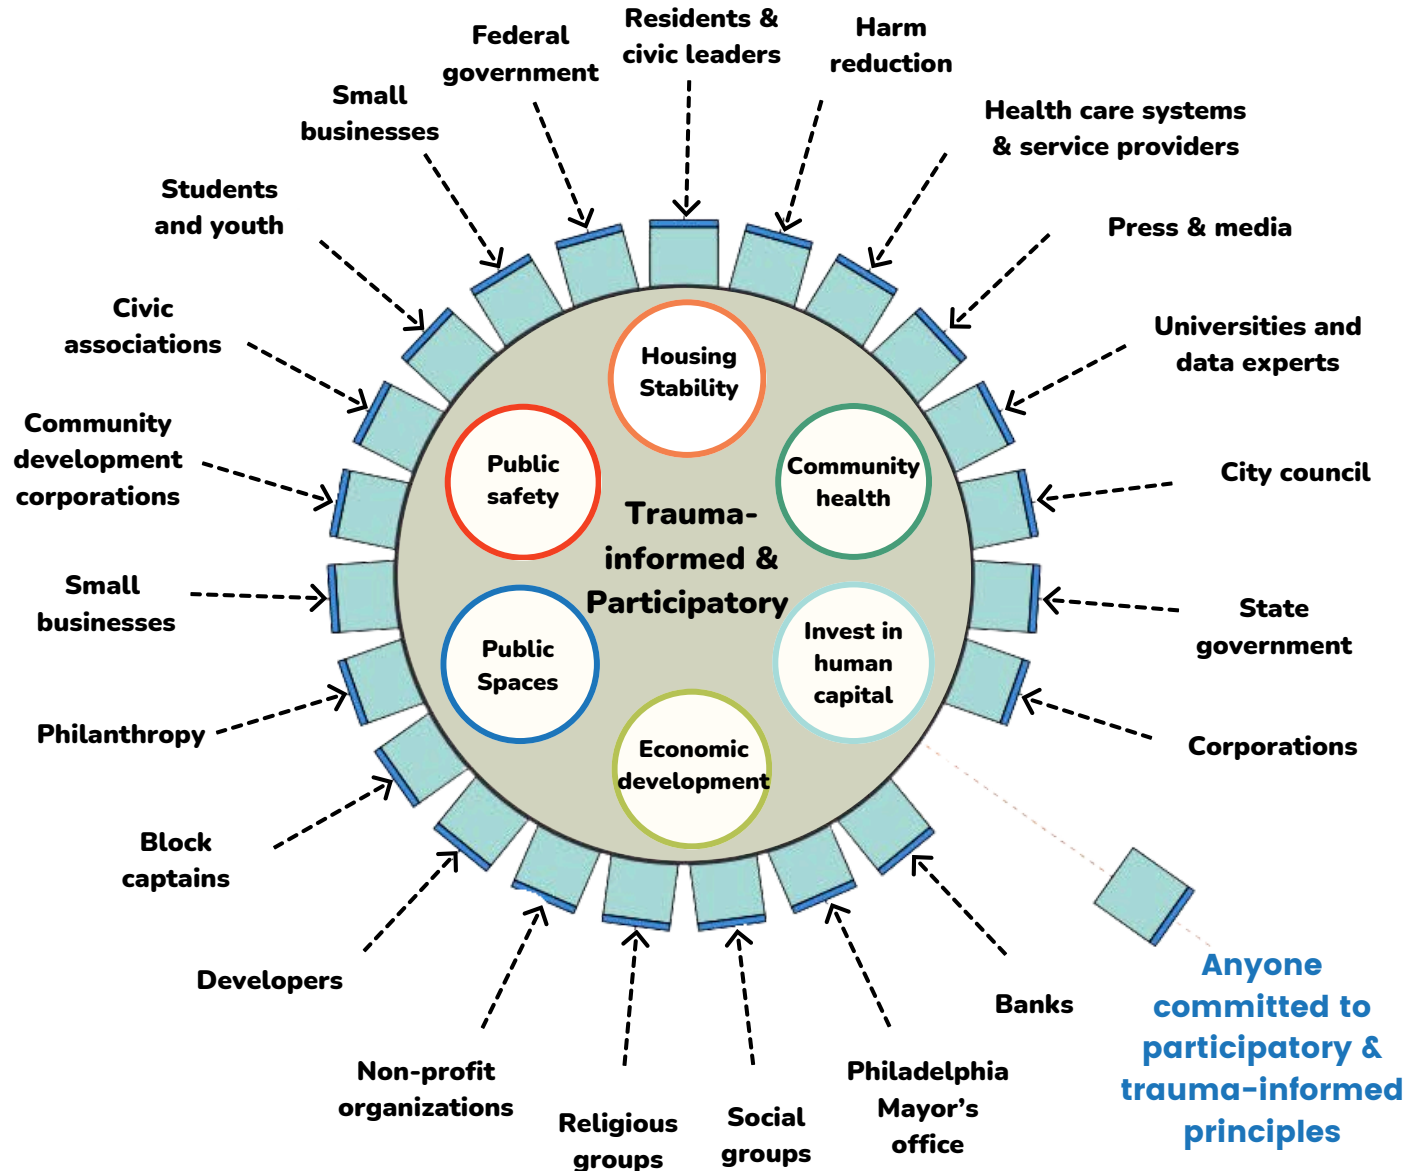 Residents &
civic leaders
Harm
reduction
Health care systems
& service providers
Press & media
Universities and
data experts
City council
State
government
Corporations
Anyone
committed to
participatory &
trauma-informed
principles
Banks
Philadelphia
Mayor's
office
Social
groups
Religious
groups
Non-profit
organizations
Developers
Block
captains
Philanthropy
Small
businesses
Community
development
corporations
Civic
associations
Students
and youth
Small
businesses
Federal
government
Housing
Stability
Community
health
Invest in
human
capital
Economic
development
Public
Spaces
Public
safety
Trauma-
informed &
Participatory